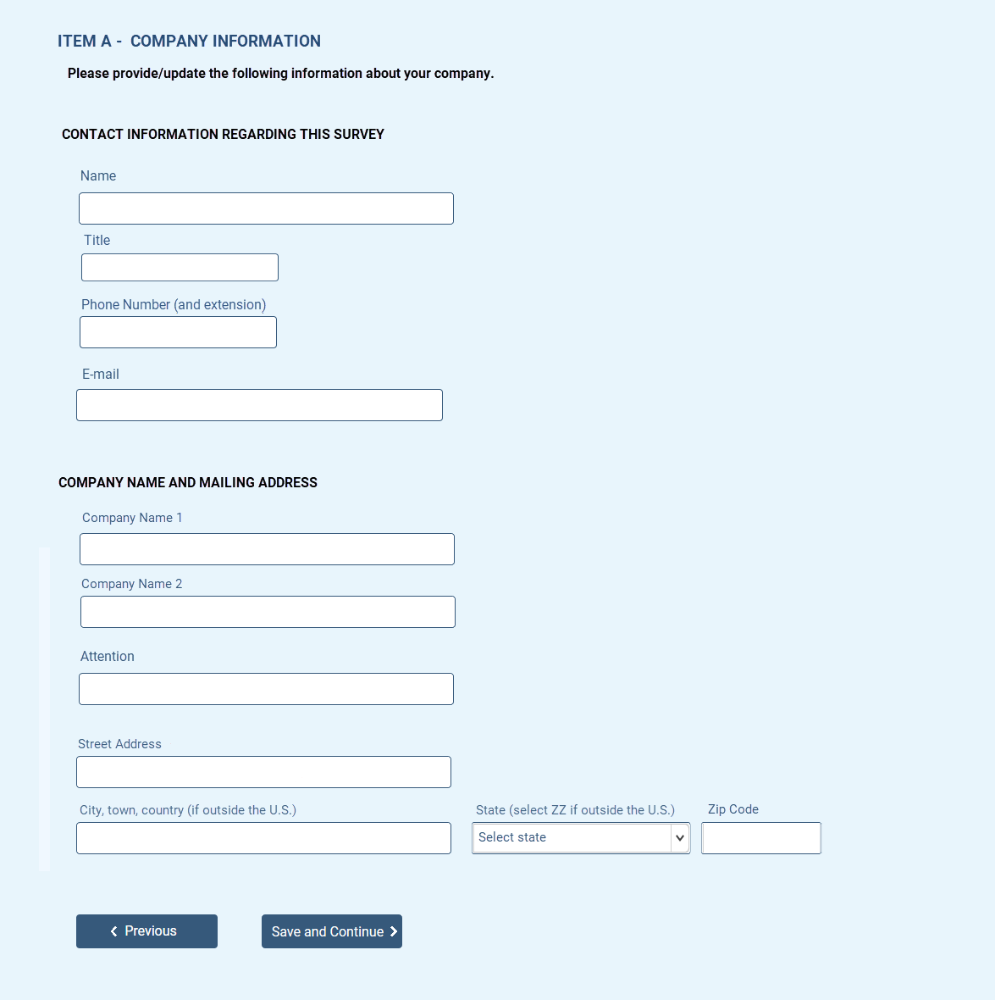 ITEM A - COMPANY INFORMATION
Please provide/update the following information about your company.
CONTACT INFORMATION REGARDING THIS SURVEY
Name
Title
Phone Number (and extension)
E-mail
COMPANY NAME AND MAILING ADDRESS
Company Name 1
Company Name 2
Attention
Street Address
City, town, country (if outside the U.S.) State (select ZZ if outside the U.S.) Zip Code
Select state
Previous Save and Continue